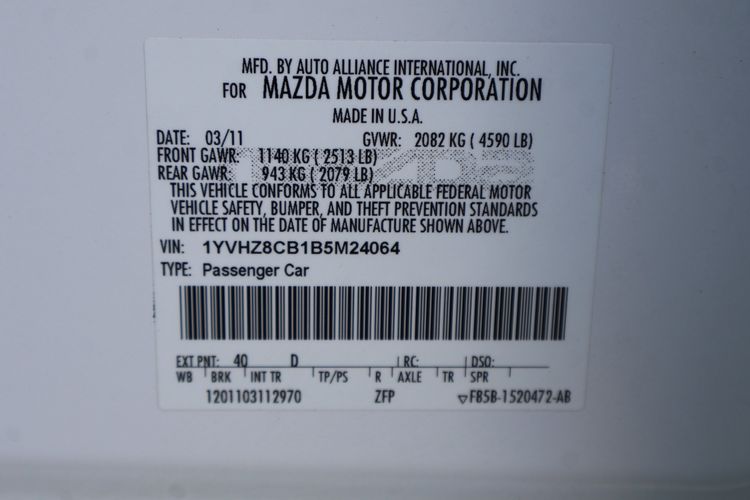 MFD. BY AUTO ALLIANCE INTERNATIONAL, INC.
FOR MAZDA MOTOR CORPORATION
MADE IN U.S.A.
DATE: 03/11 GVWR: 2082 KG ( 4590 LB)
FRONT GAWR: 1140 KG ( 2513 LB)
REAR GAWR: 943 KG ( 2079 LB)
THIS VEHICLE CONFORMS TO ALL APPLICABLE FEDERAL MOTOR
VEHICLE SAFETY, BUMPER, AND THEFT PREVENTION STANDARDS
IN EFFECT ON THE DATE OF MANUFACTURE SHOWN ABOVE.
VIN: 1YVHZ8CB1B5M24064
TYPE: Passenger Car
EXT PNT: 40 D RC: DSO:
WB BRK INT TR TP/PS R AXLE TR SPR
1201103112970 ZFP ▽FB5B-1520472-AB